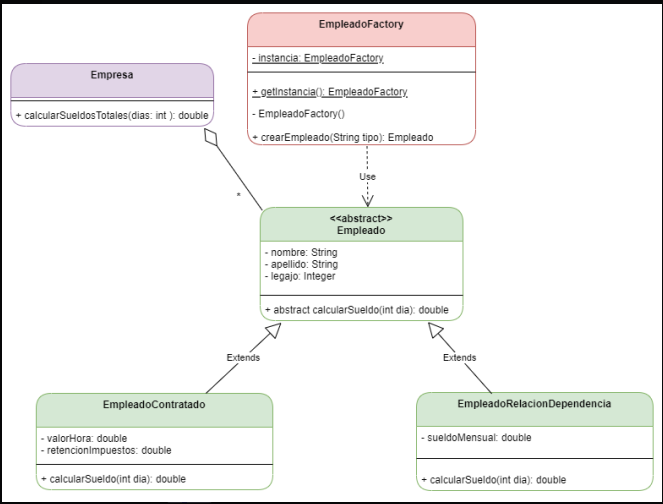 EmpleadoFactory
- instancia: EmpleadoFactory
+ getInstancia(): EmpleadoFactory
- EmpleadoFactory()
+ crearEmpleado(String tipo): Empleado
Empresa
+ calcularSueldosTotales(dias: int ): double
Use
*
<<abstract>>
Empleado
- nombre: String
- apellido: String
- legajo: Integer
+ abstract calcularSueldo(int dia): double
Extends
Extends
EmpleadoContratado
- valorHora: double
- retencionImpuestos: double
+ calcularSueldo(int dia): double
EmpleadoRelacionDependencia
- sueldoMensual: double
+ calcularSueldo(int dia): double